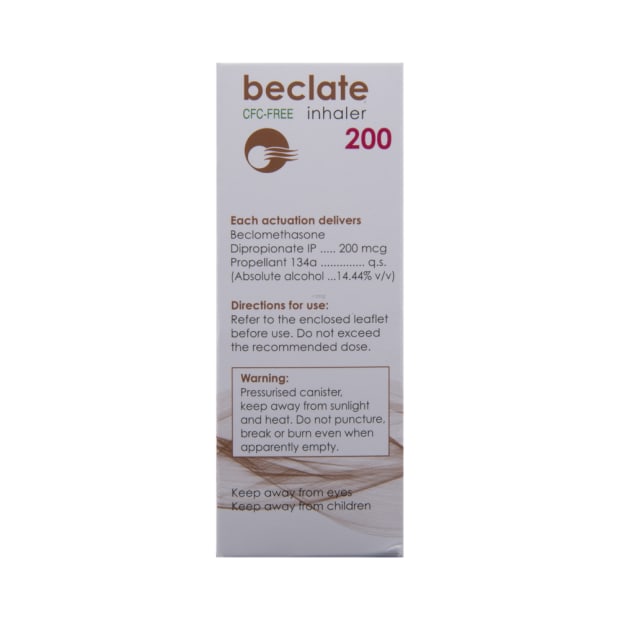 beclate
CFC-FREE inhaler
200
Each actuation delivers
Beclomethasone
Dipropionate IP ..... 200 mcg
Propellant 134a .............. q.s.
(Absolute alcohol ...14.44% v/v)
Directions for use:
Refer to the enclosed leaflet
before use. Do not exceed
the recommended dose.
Warning:
Pressurised canister,
keep away from sunlight
and heat. Do not puncture,
break or burn even when
apparently empty.
Keep away from eyes
Keep away from children